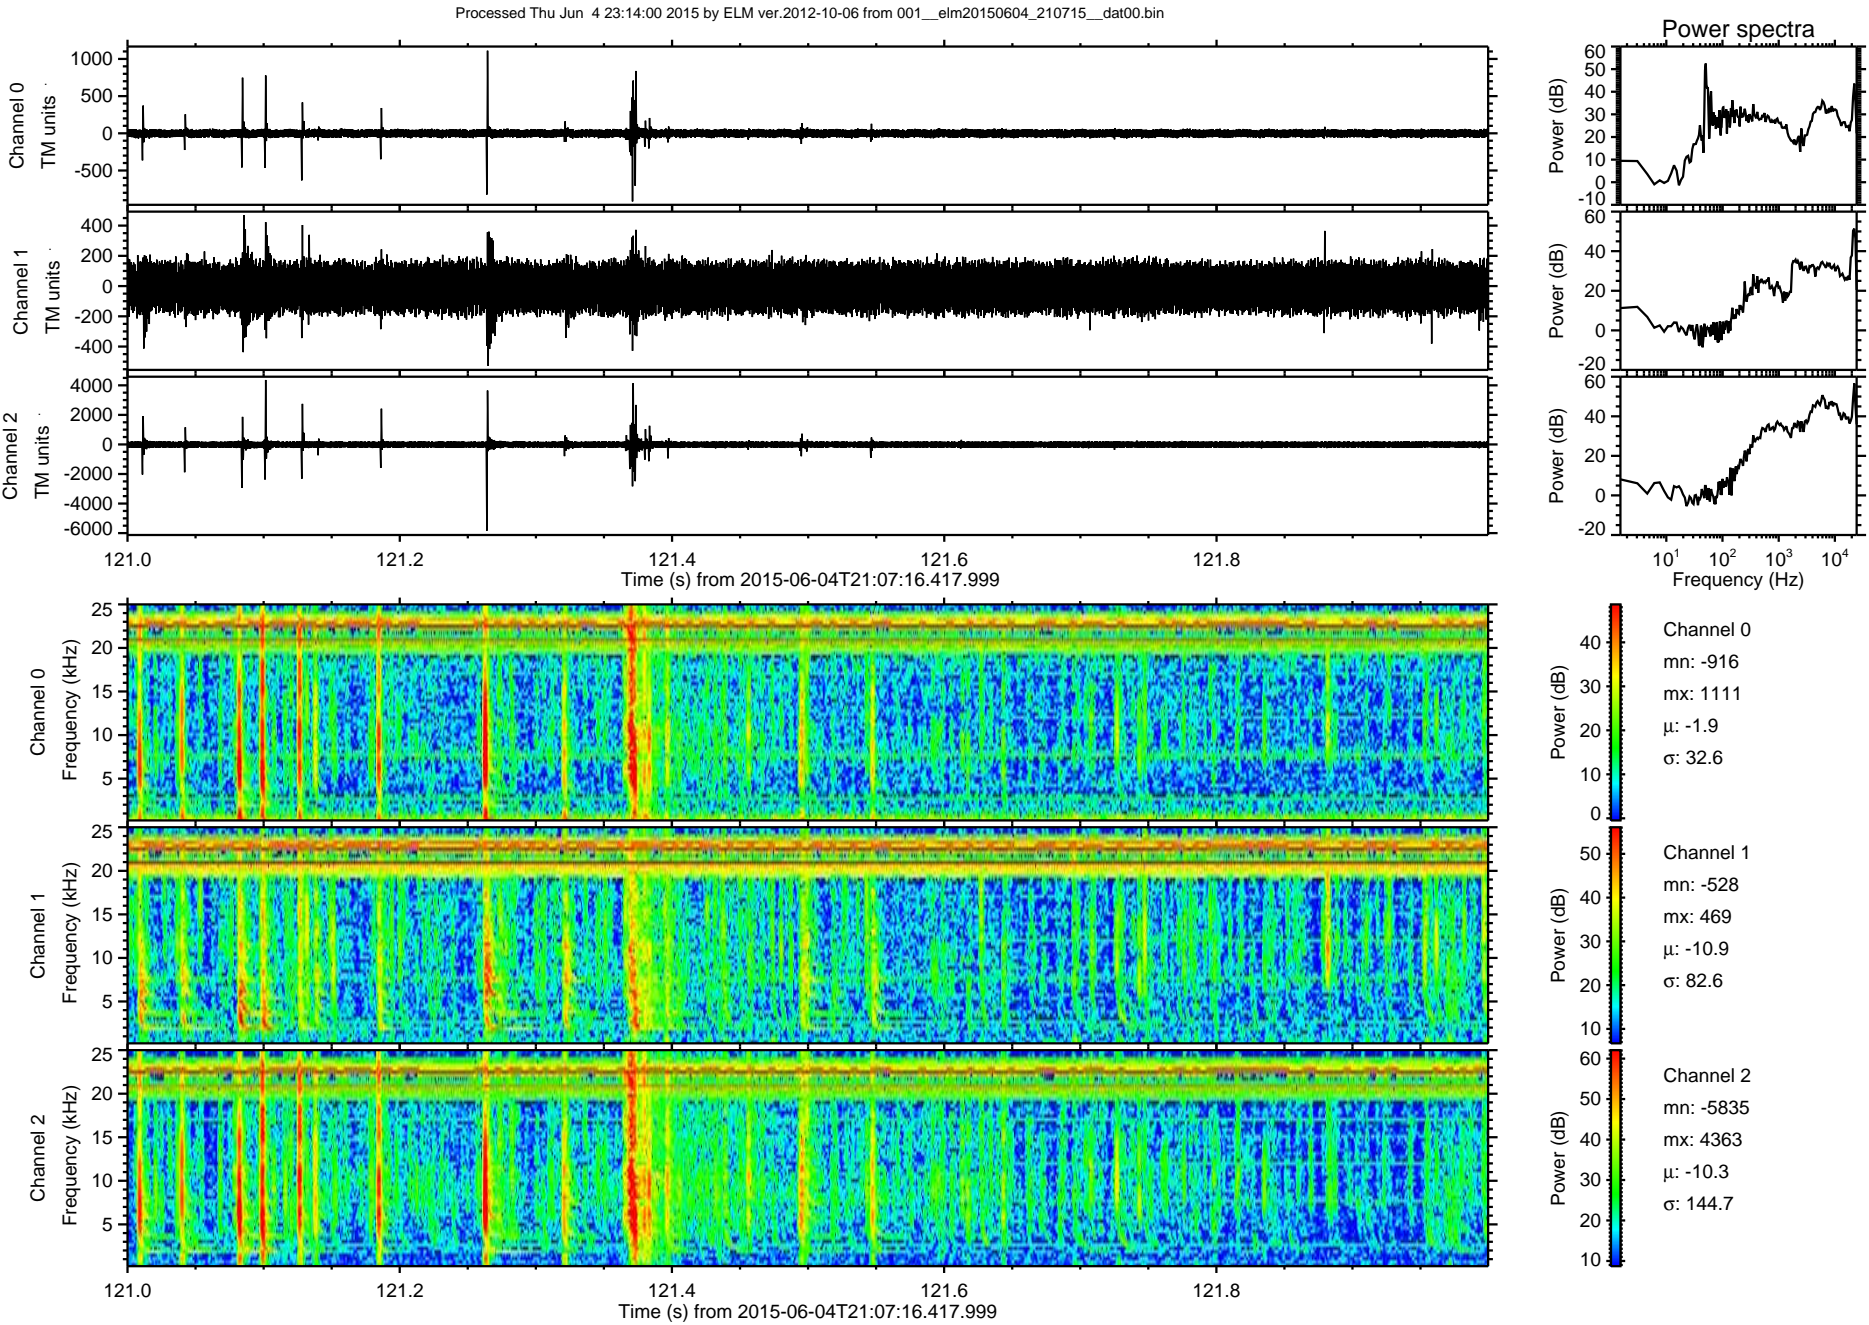 Processed Thu Jun  4 23:14:00 2015 by ELM ver.2012-10-06 from 001__elm20150604_210715__dat00.bin
Power spectra
Channel 0
TM units
1000
500
0
-500
Power (dB)
60
50
40
30
20
10
0
-10
Channel 1
TM units
400
200
0
-200
-400
Power (dB)
60
40
20
0
-20
Channel 2
TM units
4000
2000
0
-2000
-4000
-6000
Power (dB)
60
40
20
0
-20
121.0 121.2 121.4 121.6 121.8
Time (s) from 2015-06-04T21:07:16.417.999
10¹ 10² 10³ 10⁴
Frequency (Hz)
Channel 0
Frequency (kHz)
25
20
15
10
5
Power (dB)
40
30
20
10
0
Channel 0
mn: -916
mx: 1111
μ: -1.9
σ: 32.6
Channel 1
Frequency (kHz)
25
20
15
10
5
Power (dB)
50
40
30
20
10
Channel 1
mn: -528
mx: 469
μ: -10.9
σ: 82.6
Channel 2
Frequency (kHz)
25
20
15
10
5
Power (dB)
60
50
40
30
20
10
Channel 2
mn: -5835
mx: 4363
μ: -10.3
σ: 144.7
121.0 121.2 121.4 121.6 121.8
Time (s) from 2015-06-04T21:07:16.417.999